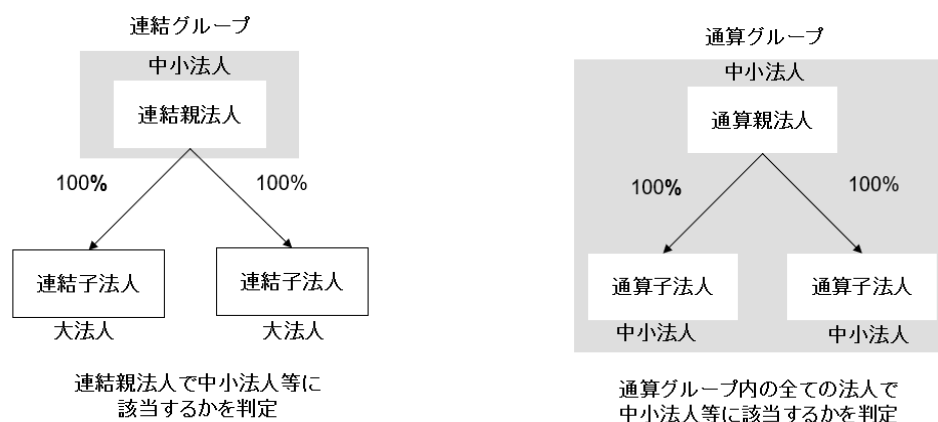 連結グループ
中小法人
連結親法人
100%
100%
連結子法人
連結子法人
大法人
大法人
連結親法人で中小法人等に
該当するかを判定
通算グループ
中小法人
通算親法人
100%
100%
通算子法人
通算子法人
中小法人
中小法人
通算グループ内の全ての法人で
中小法人等に該当するかを判定